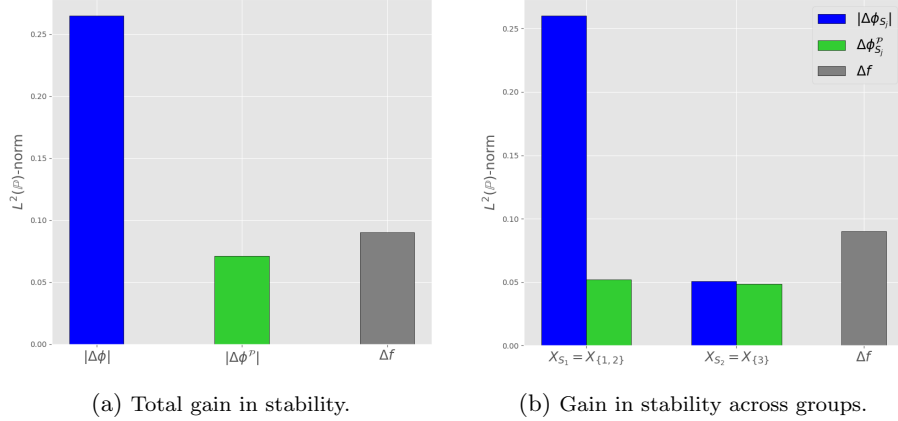 0.25
0.20
0.15
0.10
0.05
0.00
L²(ℙ)-norm
|Δϕ|
|Δϕ^𝒫|
Δf
(a) Total gain in stability.
0.25
0.20
0.15
0.10
0.05
0.00
L²(ℙ)-norm
|Δϕ_{S_j}|
Δϕ^𝒫_{S_j}
Δf
X_{S_1} = X_{{1, 2}}
X_{S_2} = X_{{3}}
Δf
(b) Gain in stability across groups.